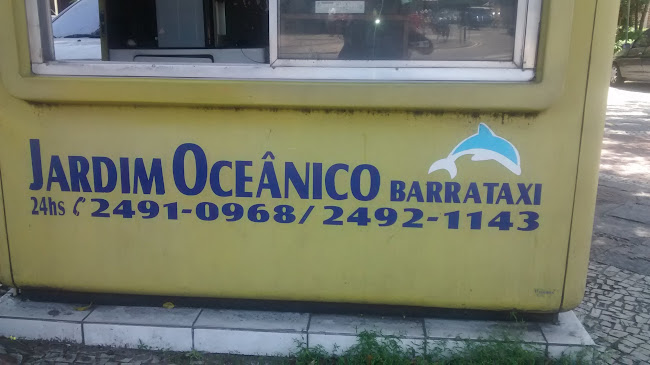 JARDIM OCEÂNICO BARRATAXI
24hs 2491-0968/2492-1143